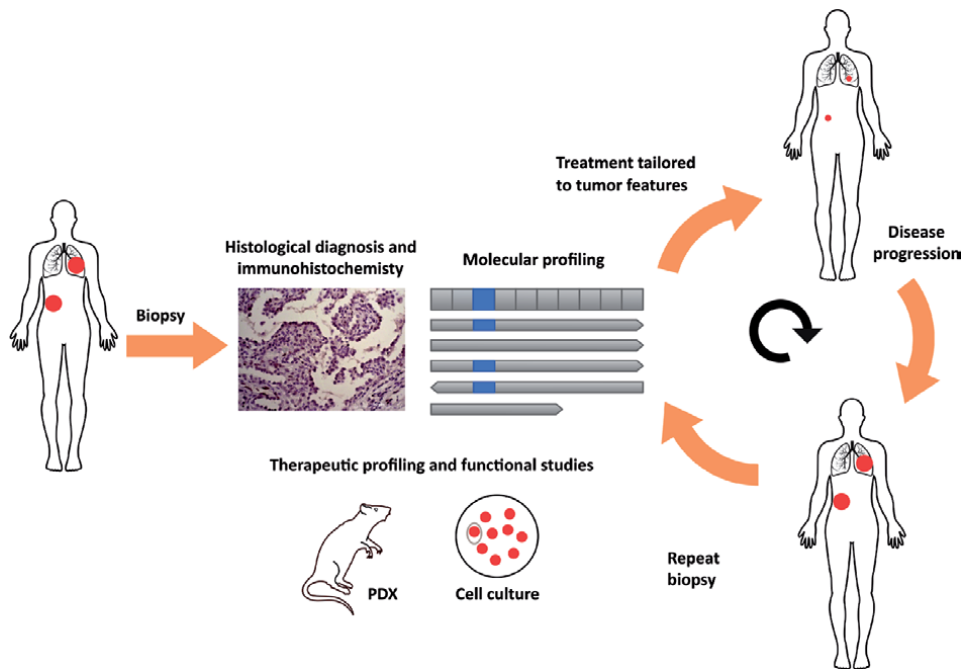 Treatment tailored
to tumor features
Disease
progression
Histological diagnosis and
immunohistochemisty
Molecular profiling
Biopsy
Therapeutic profiling and functional studies
PDX
Cell culture
Repeat
biopsy